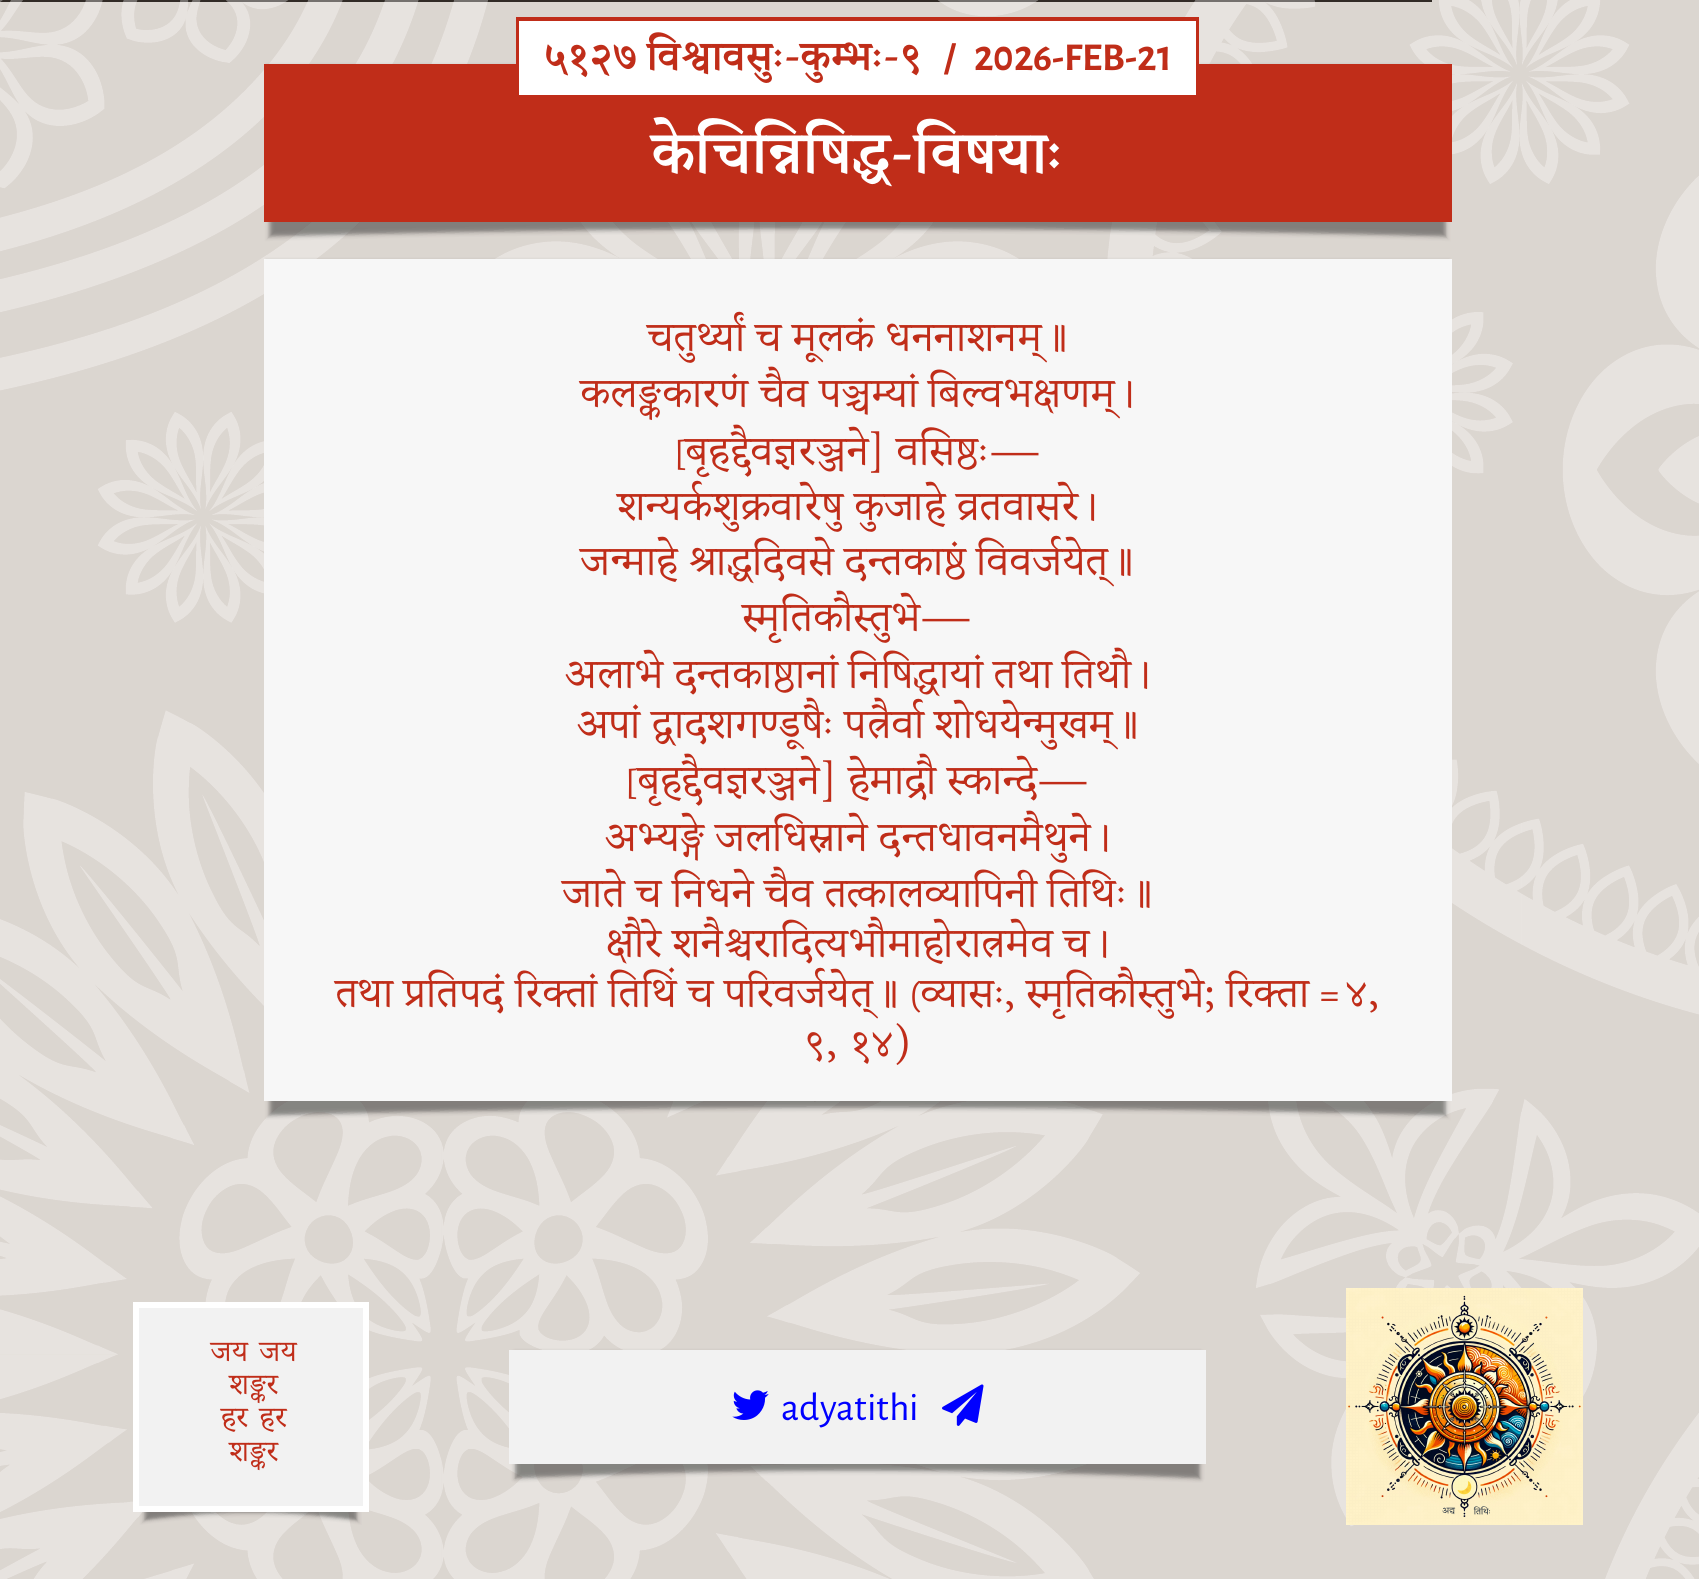 ५१२७ विश्वावसुः-कुम्भः-९ / 2026-FEB-21
केचिन्निषिद्ध-विषयाः
चतुर्थ्यां च मूलकं धननाशनम्॥
कलङ्ककारणं चैव पञ्चम्यां बिल्वभक्षणम्।
[बृहद्दैवज्ञरञ्जने] वसिष्ठः—
शन्यर्कशुक्रवारेषु कुजाहे व्रतवासरे।
जन्माहे श्राद्धदिवसे दन्तकाष्ठं विवर्जयेत्॥
स्मृतिकौस्तुभे—
अलाभे दन्तकाष्ठानां निषिद्धायां तथा तिथौ।
अपां द्वादशगण्डूषैः पत्रैर्वा शोधयेन्मुखम्॥
[बृहद्दैवज्ञरञ्जने] हेमाद्रौ स्कान्दे—
अभ्यङ्गे जलधिस्नाने दन्तधावनमैथुने।
जाते च निधने चैव तत्कालव्यापिनी तिथिः॥
क्षौरे शनैश्चरादित्यभौमाहोरात्रमेव च।
तथा प्रतिपदं रिक्तां तिथिं च परिवर्जयेत्॥ (व्यासः, स्मृतिकौस्तुभे; रिक्ता = ४,
९, १४)
जय जय
शङ्कर
हर हर
शङ्कर
adyatithi
अद्य तिथिः